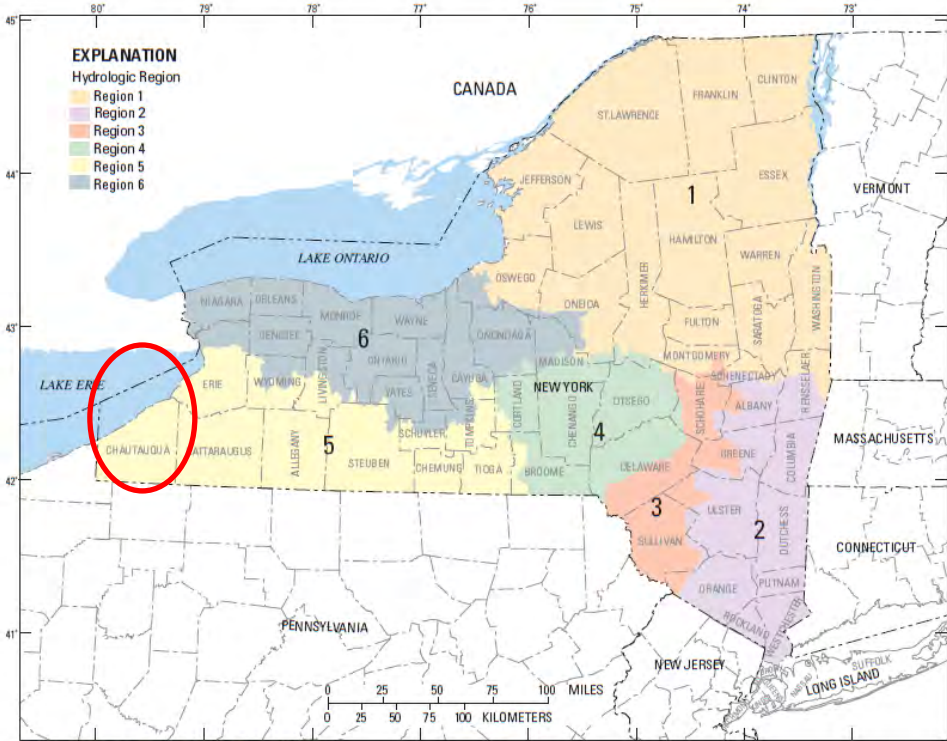 80° 79° 78° 77° 76° 75° 74° 73°
45°
EXPLANATION
Hydrologic Region
Region 1
Region 2
Region 3
Region 4
Region 5
Region 6
CANADA
CLINTON
FRANKLIN
ST.LAWRENCE
44°
JEFFERSON
ESSEX
VERMONT
1
LEWIS
HAMILTON
WARREN
LAKE ONTARIO
OSWEGO
HERKIMER
WASHINGTON
NIAGARA
ORLEANS
ONEIDA
SARATOGA
MONROE
WAYNE
FULTON
43°
GENESEE
6
ONONDAGA
ONTARIO
MADISON
MONTGOMERY
SCHENECTADY
RENSSELAER
LAKE ERIE
ERIE
WYOMING
LIVINGSTON
YATES
SENECA
CAYUGA
CORTLAND
NEW YORK
OTSEGO
SCHOHARIE
ALBANY
CHENANGO
TOMPKINS
4
MASSACHUSETTS
CHAUTAUQUA
ATTARAUGUS
ALLEGANY
5
STEUBEN
SCHUYLER
CHEMUNG
TIOGA
BROOME
DELAWARE
GREENE
COLUMBIA
42°
3
ULSTER
2
DUTCHESS
SULLIVAN
CONNECTICUT
ORANGE
PUTNAM
41°
PENNSYLVANIA
ROCKLAND
WESTCHESTER
NEW JERSEY
SUFFOLK
LONG ISLAND
0 25 50 75 100 MILES
0 25 50 75 100 KILOMETERS